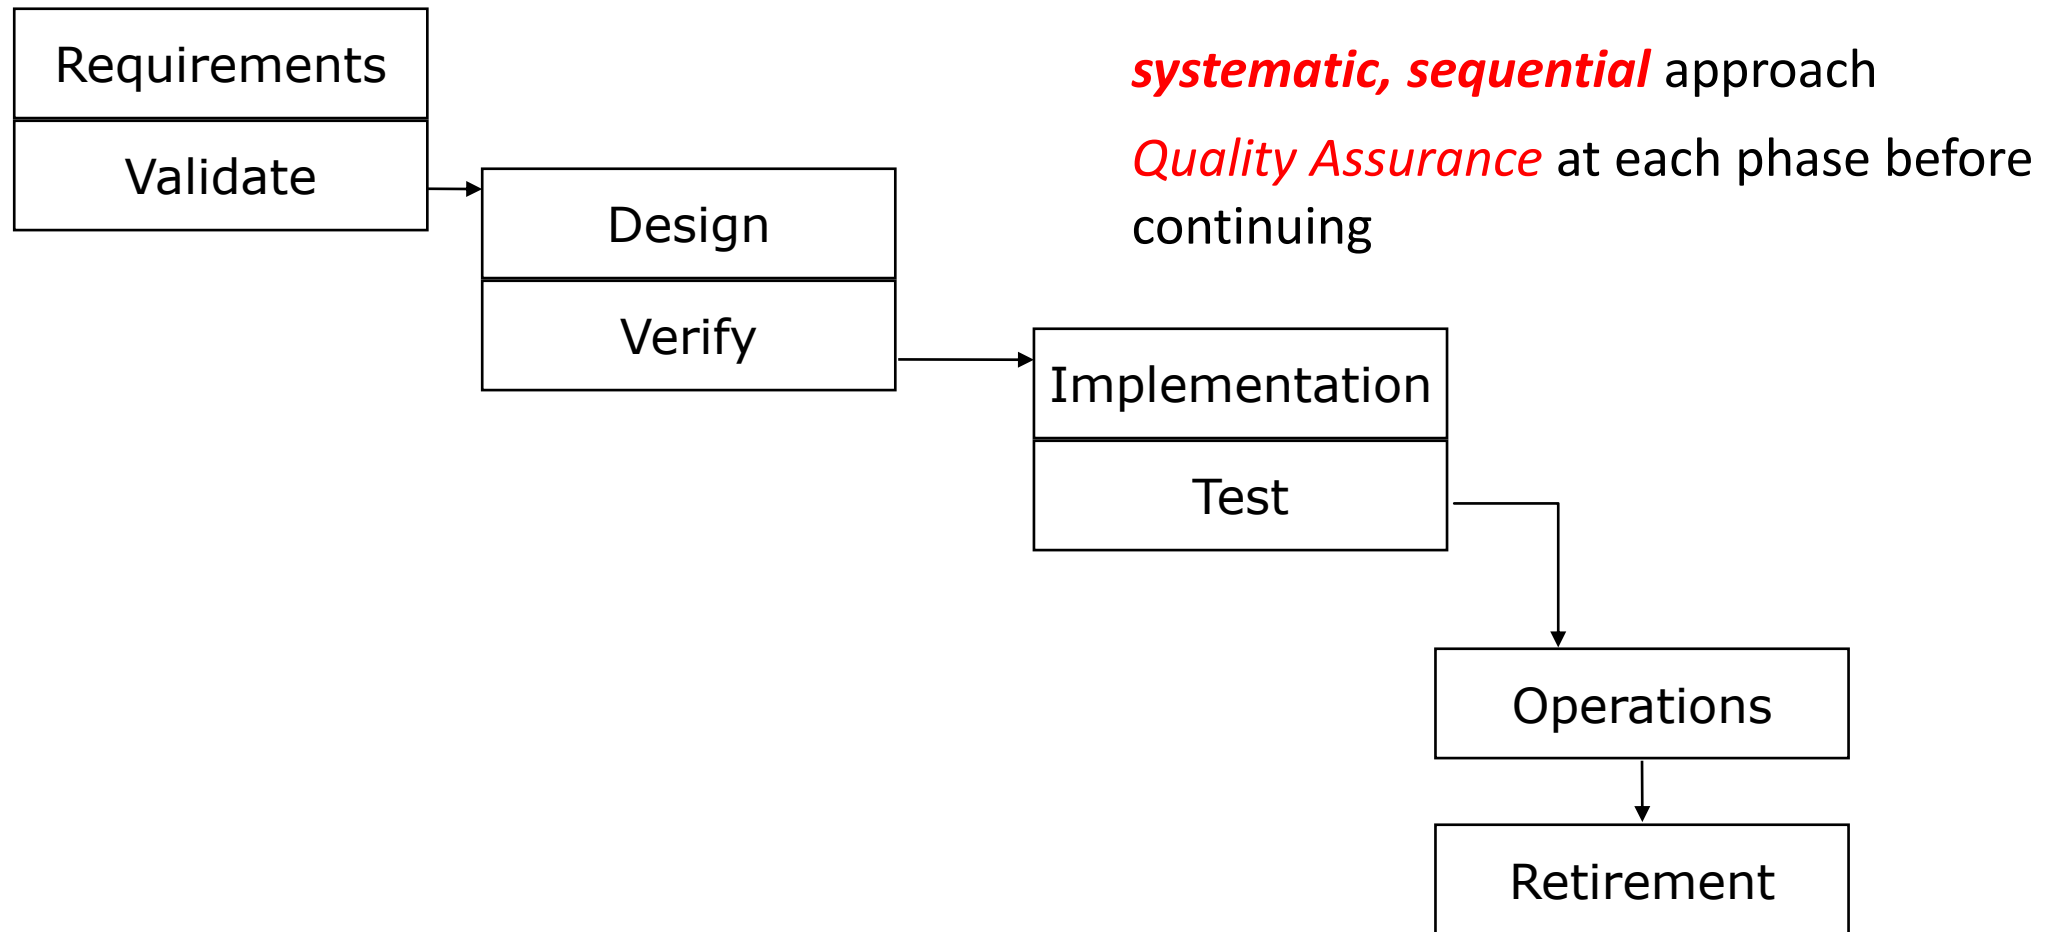 Requirements
Validate
systematic, sequential approach
Quality Assurance at each phase before
continuing
Design
Verify
Implementation
Test
Operations
Retirement